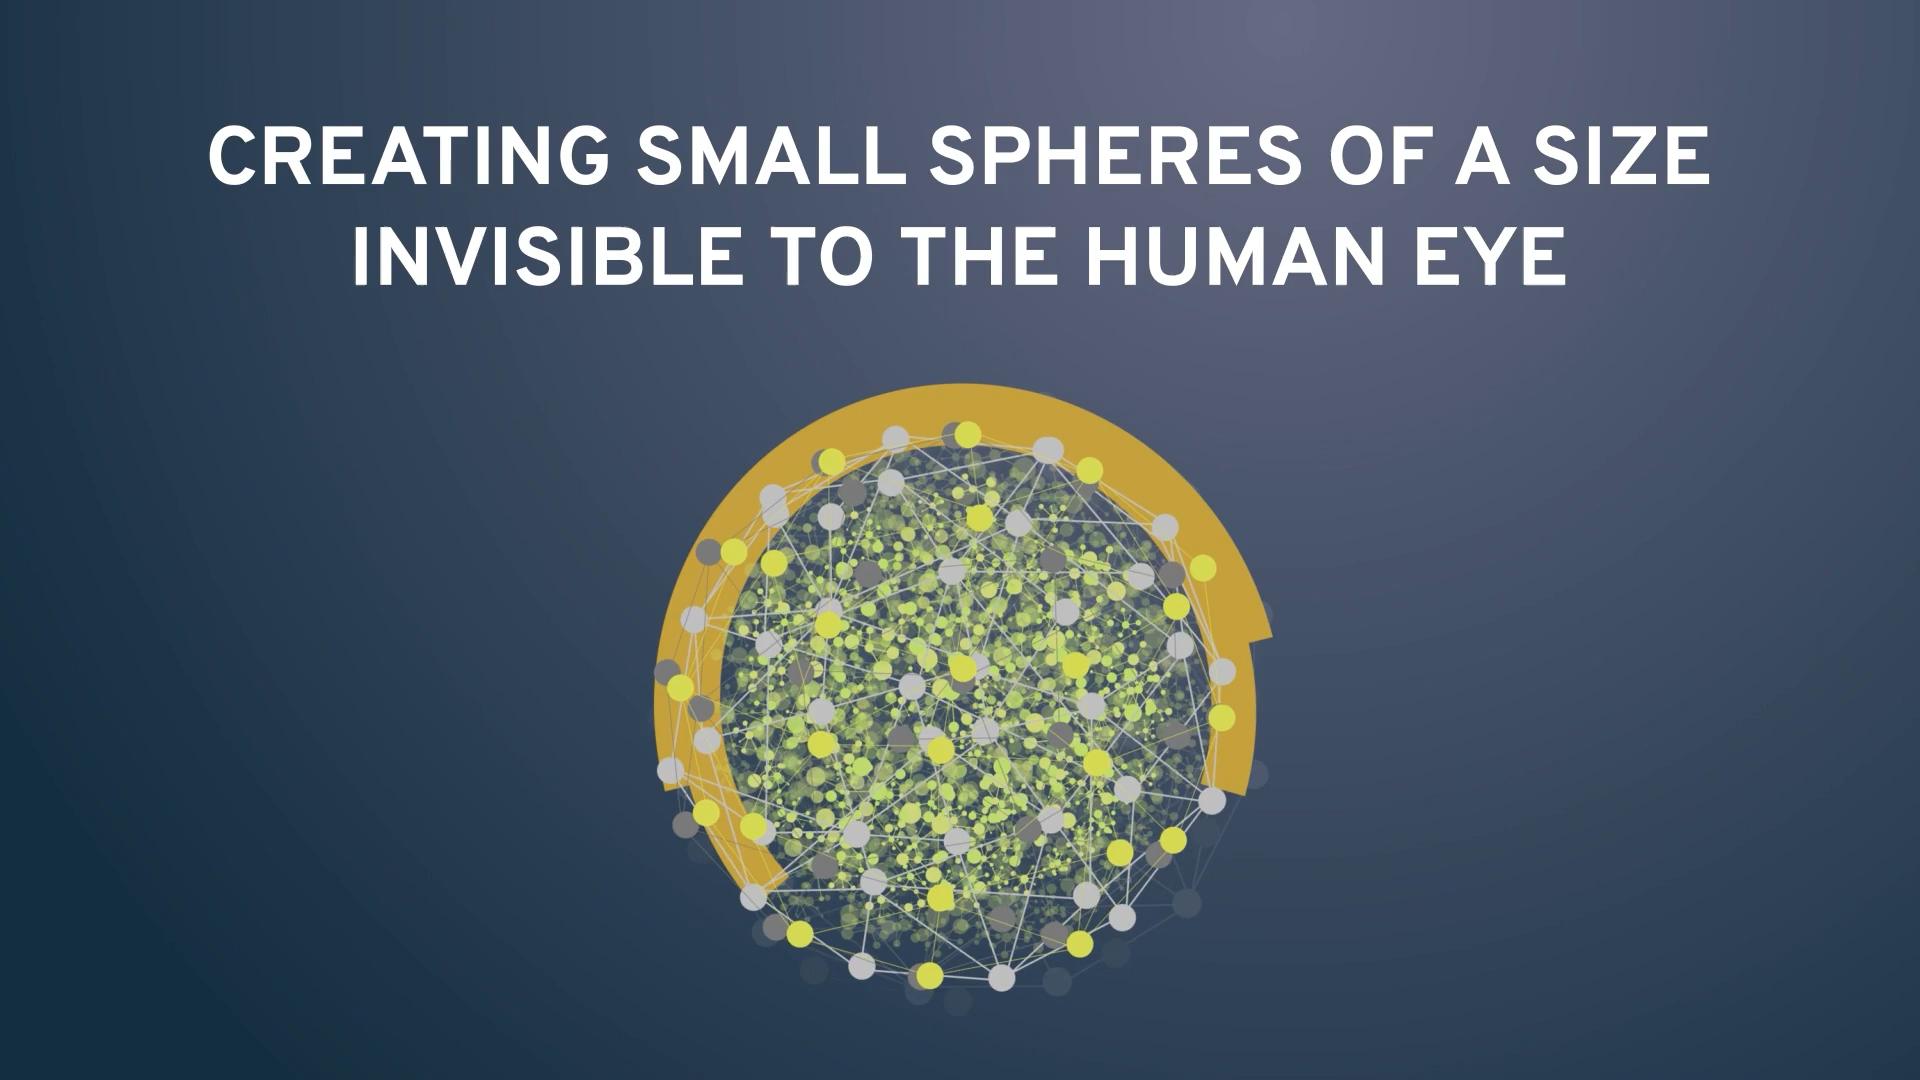 CREATING SMALL SPHERES OF A SIZE
INVISIBLE TO THE HUMAN EYE